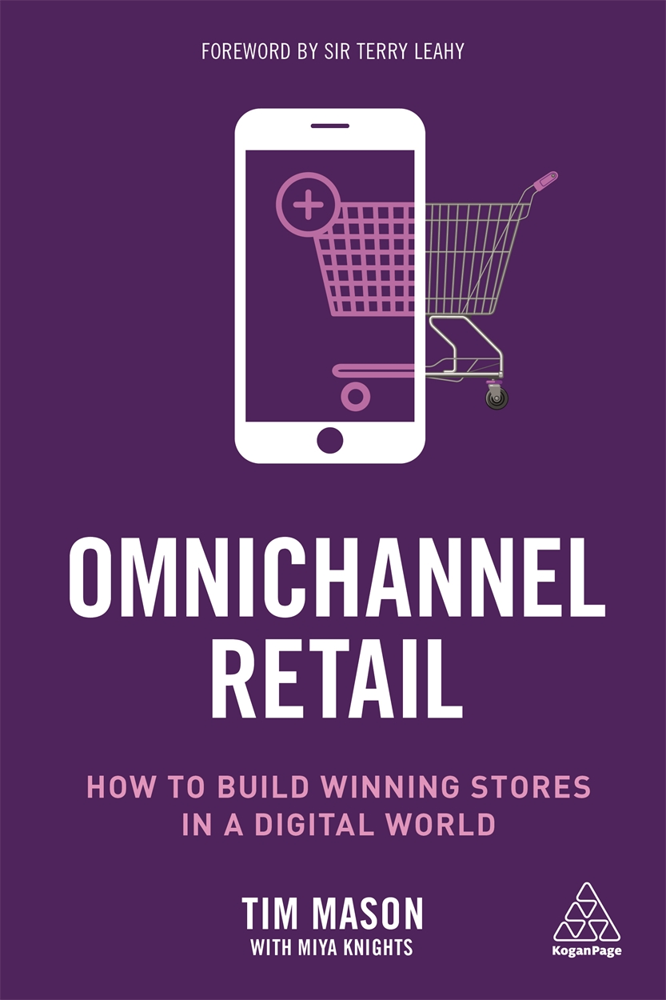 FOREWORD BY SIR TERRY LEAHY
OMNICHANNEL
RETAIL
HOW TO BUILD WINNING STORES
IN A DIGITAL WORLD
TIM MASON
WITH MIYA KNIGHTS
KoganPage